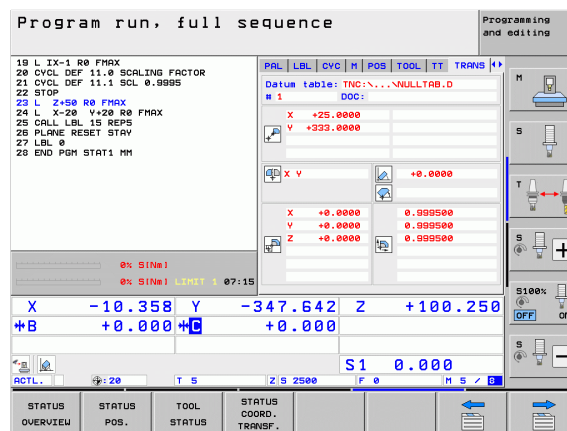 Program run, full sequence
Programming
and editing
19 L IX-1 R0 FMAX
20 CYCL DEF 11.0 SCALING FACTOR
21 CYCL DEF 11.1 SCL 0.9995
22 STOP
23 L Z+50 R0 FMAX
24 L X-20 Y+20 R0 FMAX
25 CALL LBL 15 REP5
26 PLANE RESET STAY
27 LBL 0
28 END PGM STAT1 MM
0% S[Nm]
0% S[Nm] LIMIT 1 07:15
PAL LBL CYC M POS TOOL TT TRANS
Datum table: TNC:\...\NULLTAB.D
# 1 DOC:
X +25.0000
Y +333.0000
X Y +0.0000
X +0.0000 0.999500
Y +0.0000 0.999500
Z +0.0000 0.999500
X -10.358 Y -347.642 Z +100.250
B +0.000 C +0.000
S1 0.000
ACTL. : 20 T 5 Z S 2500 F 0 M 5 / 8
M
S
T
S
S100%
OFF
S
STATUS OVERVIEW
STATUS POS.
TOOL STATUS
STATUS COORD. TRANSF.